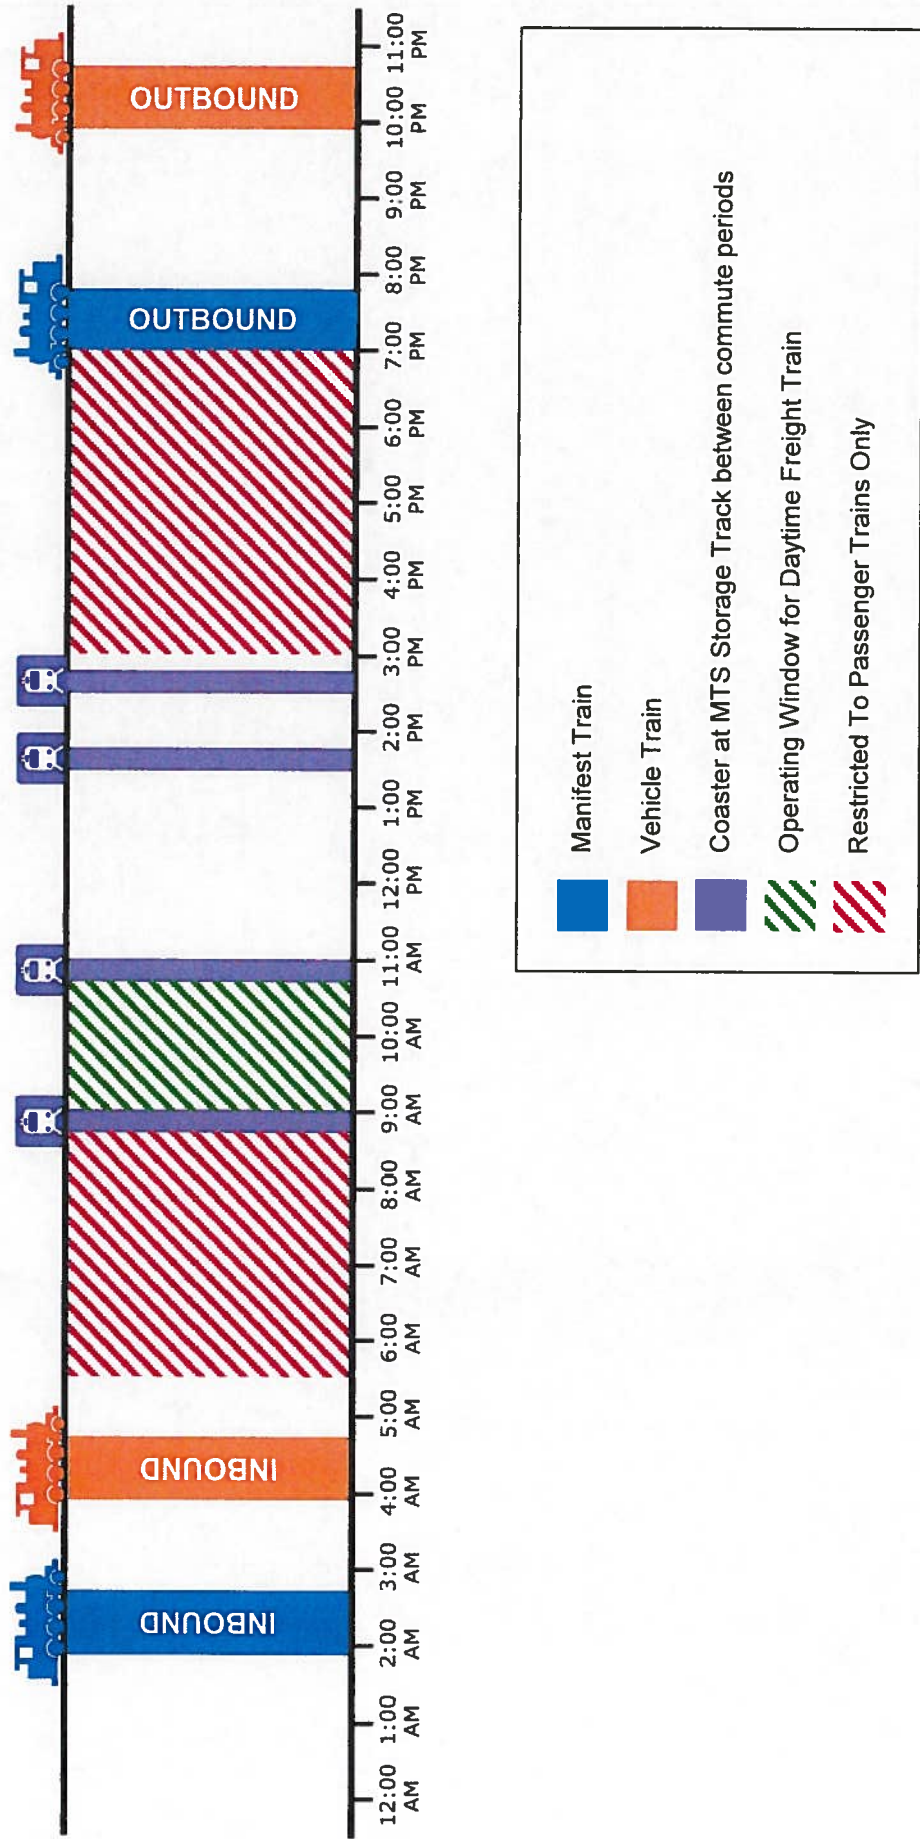 INBOUND
INBOUND
OUTBOUND
OUTBOUND
12:00
AM
1:00
AM
2:00
AM
3:00
AM
4:00
AM
5:00
AM
6:00
AM
7:00
AM
8:00
AM
9:00
AM
10:00
AM
11:00
AM
12:00
PM
1:00
PM
2:00
PM
3:00
PM
4:00
PM
5:00
PM
6:00
PM
7:00
PM
8:00
PM
9:00
PM
10:00
PM
11:00
PM
Manifest Train
Vehicle Train
Coaster at MTS Storage Track between commute periods
Operating Window for Daytime Freight Train
Restricted To Passenger Trains Only